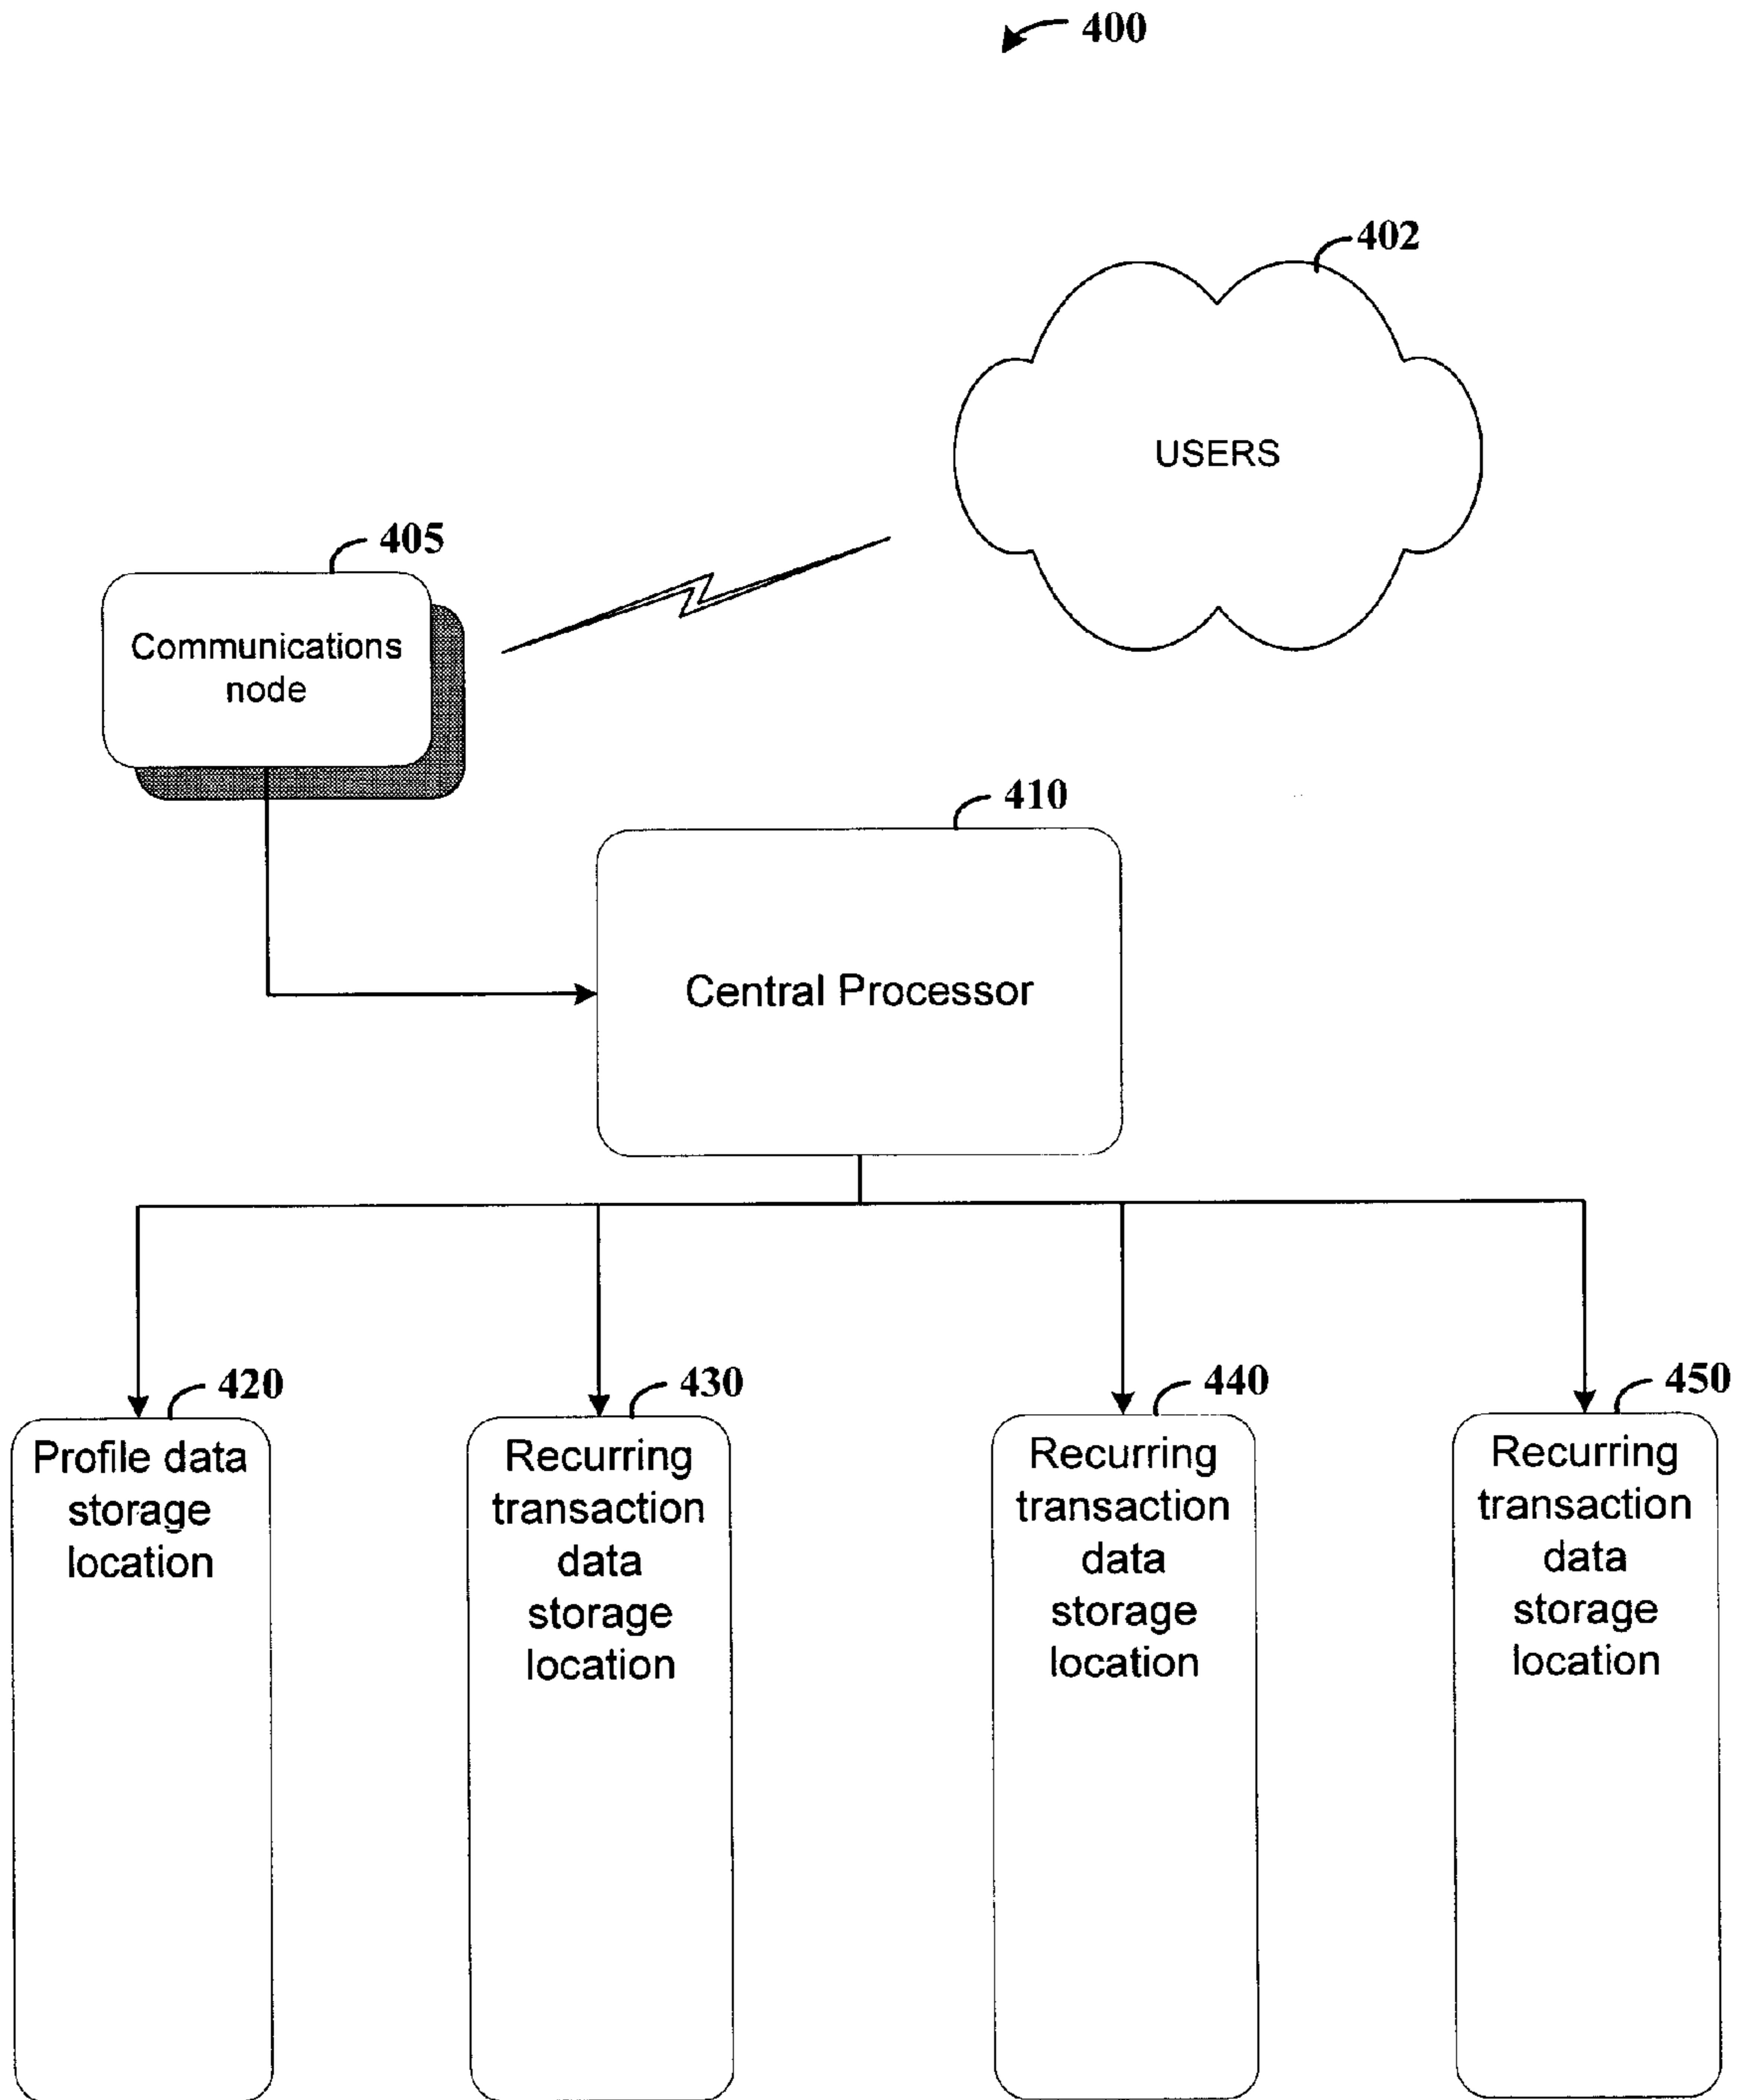 400
402
USERS
405
Communications
node
410
Central Processor
420
Profile data
storage
location
430
Recurring
transaction
data
storage
location
440
Recurring
transaction
data
storage
location
450
Recurring
transaction
data
storage
location